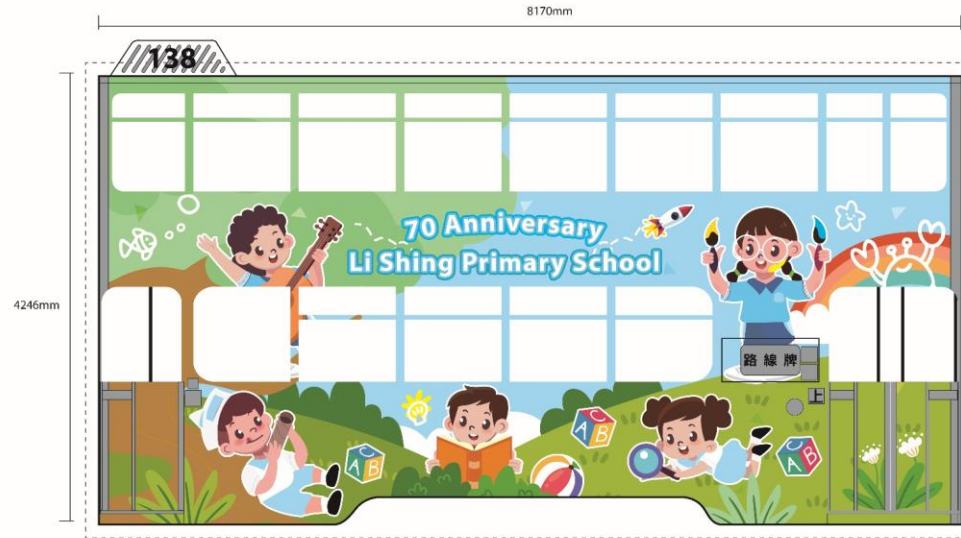 8170mm
138
70 Anniversary
Li Shing Primary School
4246mm
路線牌
上
C
A B
C
A B
C
A B